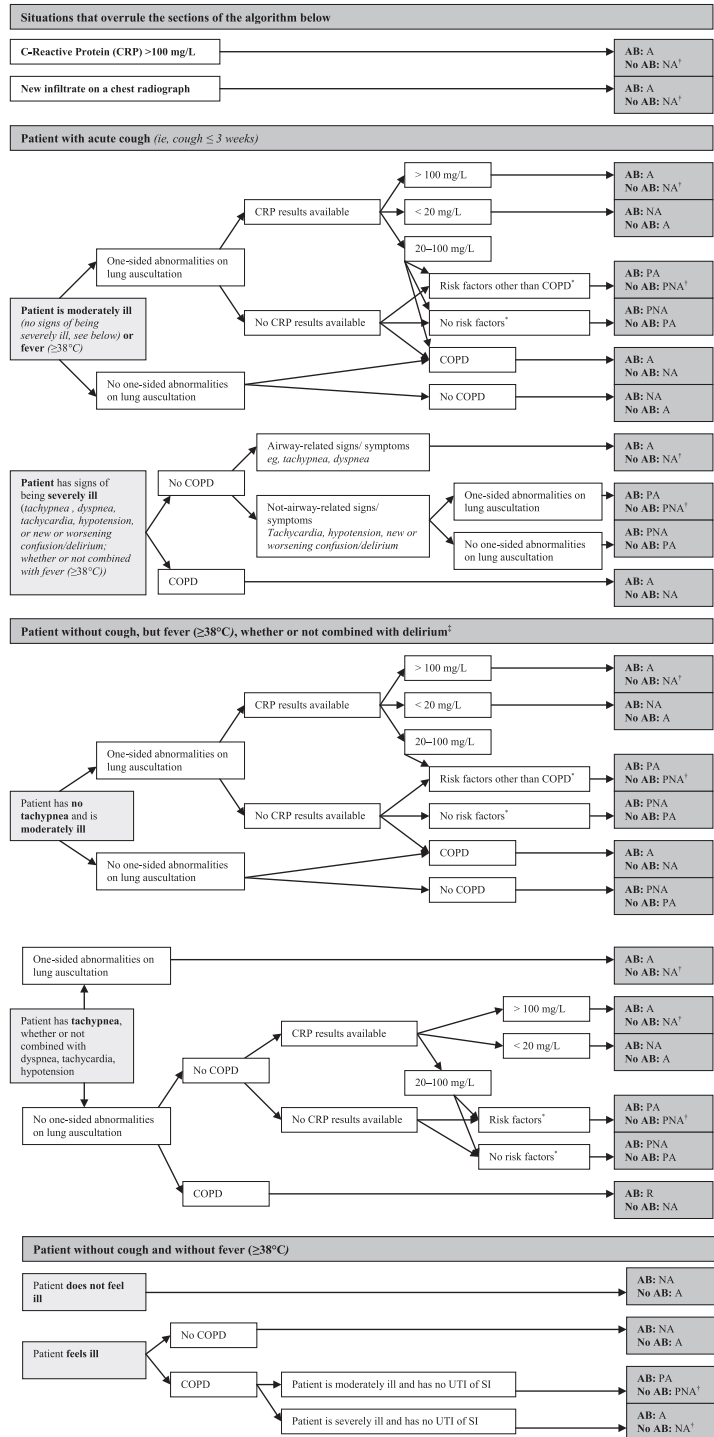 Situations that overrule the sections of the algorithm below
C-Reactive Protein (CRP) >100 mg/L
AB: A
No AB: NA†
New infiltrate on a chest radiograph
AB: A
No AB: NA†
Patient with acute cough (ie, cough ≤ 3 weeks)
> 100 mg/L
AB: A
No AB: NA†
CRP results available
< 20 mg/L
AB: NA
No AB: A
20–100 mg/L
One-sided abnormalities on
lung auscultation
Risk factors other than COPD*
AB: PA
No AB: PNA†
Patient is moderately ill
(no signs of being
severely ill, see below) or
fever (≥38°C)
No CRP results available
No risk factors*
AB: PNA
No AB: PA
COPD
AB: A
No AB: NA
No one-sided abnormalities
on lung auscultation
No COPD
AB: NA
No AB: A
Airway-related signs/ symptoms
eg, tachypnea, dyspnea
AB: A
No AB: NA†
Patient has signs of
being severely ill
(tachypnea , dyspnea,
tachycardia, hypotension,
or new or worsening
confusion/delirium;
whether or not combined
with fever (≥38°C))
No COPD
Not-airway-related signs/
symptoms
Tachycardia, hypotension, new or
worsening confusion/delirium
One-sided abnormalities on
lung auscultation
AB: PA
No AB: PNA†
No one-sided abnormalities
on lung auscultation
AB: PNA
No AB: PA
COPD
AB: A
No AB: NA
Patient without cough, but fever (≥38°C), whether or not combined with delirium‡
> 100 mg/L
AB: A
No AB: NA†
CRP results available
< 20 mg/L
AB: NA
No AB: A
20–100 mg/L
One-sided abnormalities on
lung auscultation
Risk factors other than COPD*
AB: PA
No AB: PNA†
Patient has no
tachypnea and is
moderately ill
No CRP results available
No risk factors*
AB: PNA
No AB: PA
COPD
AB: A
No AB: NA
No one-sided abnormalities
on lung auscultation
No COPD
AB: PNA
No AB: PA
One-sided abnormalities on
lung auscultation
AB: A
No AB: NA†
Patient has tachypnea,
whether or not
combined with
dyspnea, tachycardia,
hypotension
> 100 mg/L
AB: A
No AB: NA†
CRP results available
< 20 mg/L
AB: NA
No AB: A
No COPD
20–100 mg/L
No one-sided abnormalities
on lung auscultation
No CRP results available
Risk factors*
AB: PA
No AB: PNA†
No risk factors*
AB: PNA
No AB: PA
COPD
AB: R
No AB: NA
Patient without cough and without fever (≥38°C)
Patient does not feel
ill
AB: NA
No AB: A
No COPD
AB: NA
No AB: A
Patient feels ill
COPD
Patient is moderately ill and has no UTI of SI
AB: PA
No AB: PNA†
Patient is severely ill and has no UTI of SI
AB: A
No AB: NA†